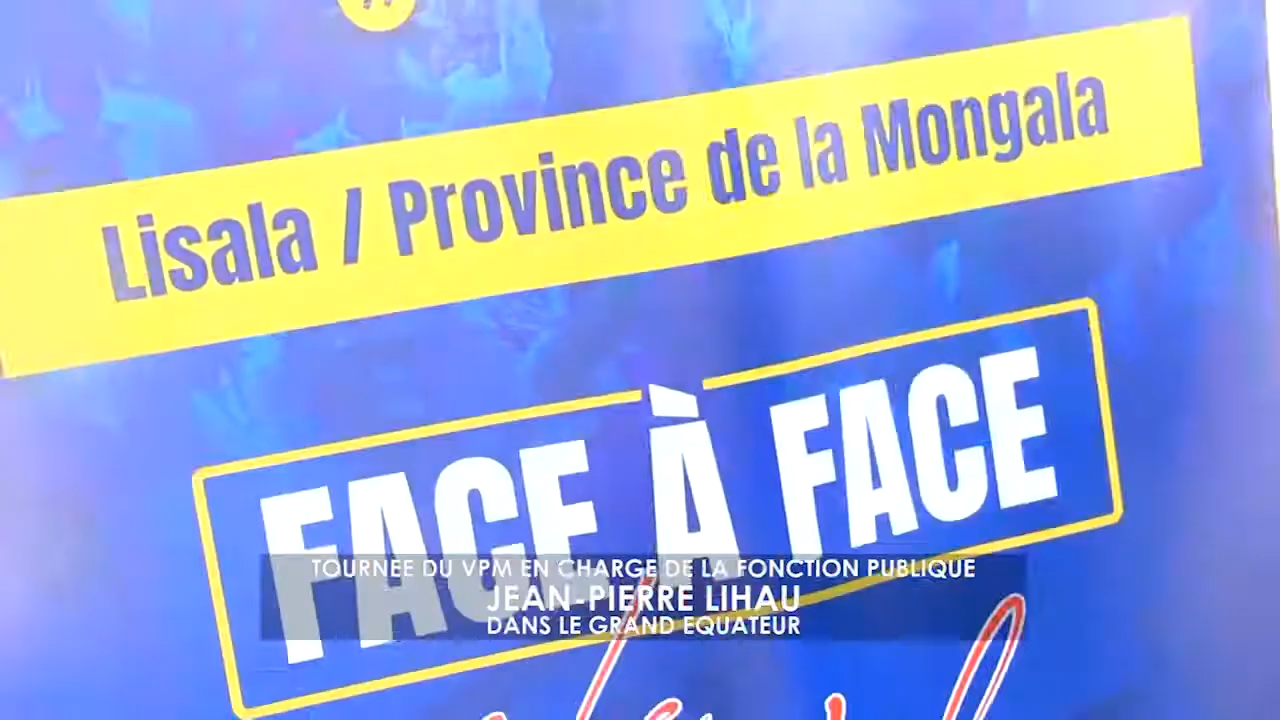 Lisala / Province de la Mongala
FACE À FACE
TOURNEE DU VPM EN CHARGE DE LA FONCTION PUBLIQUE
JEAN-PIERRE LIHAU
DANS LE GRAND EQUATEUR